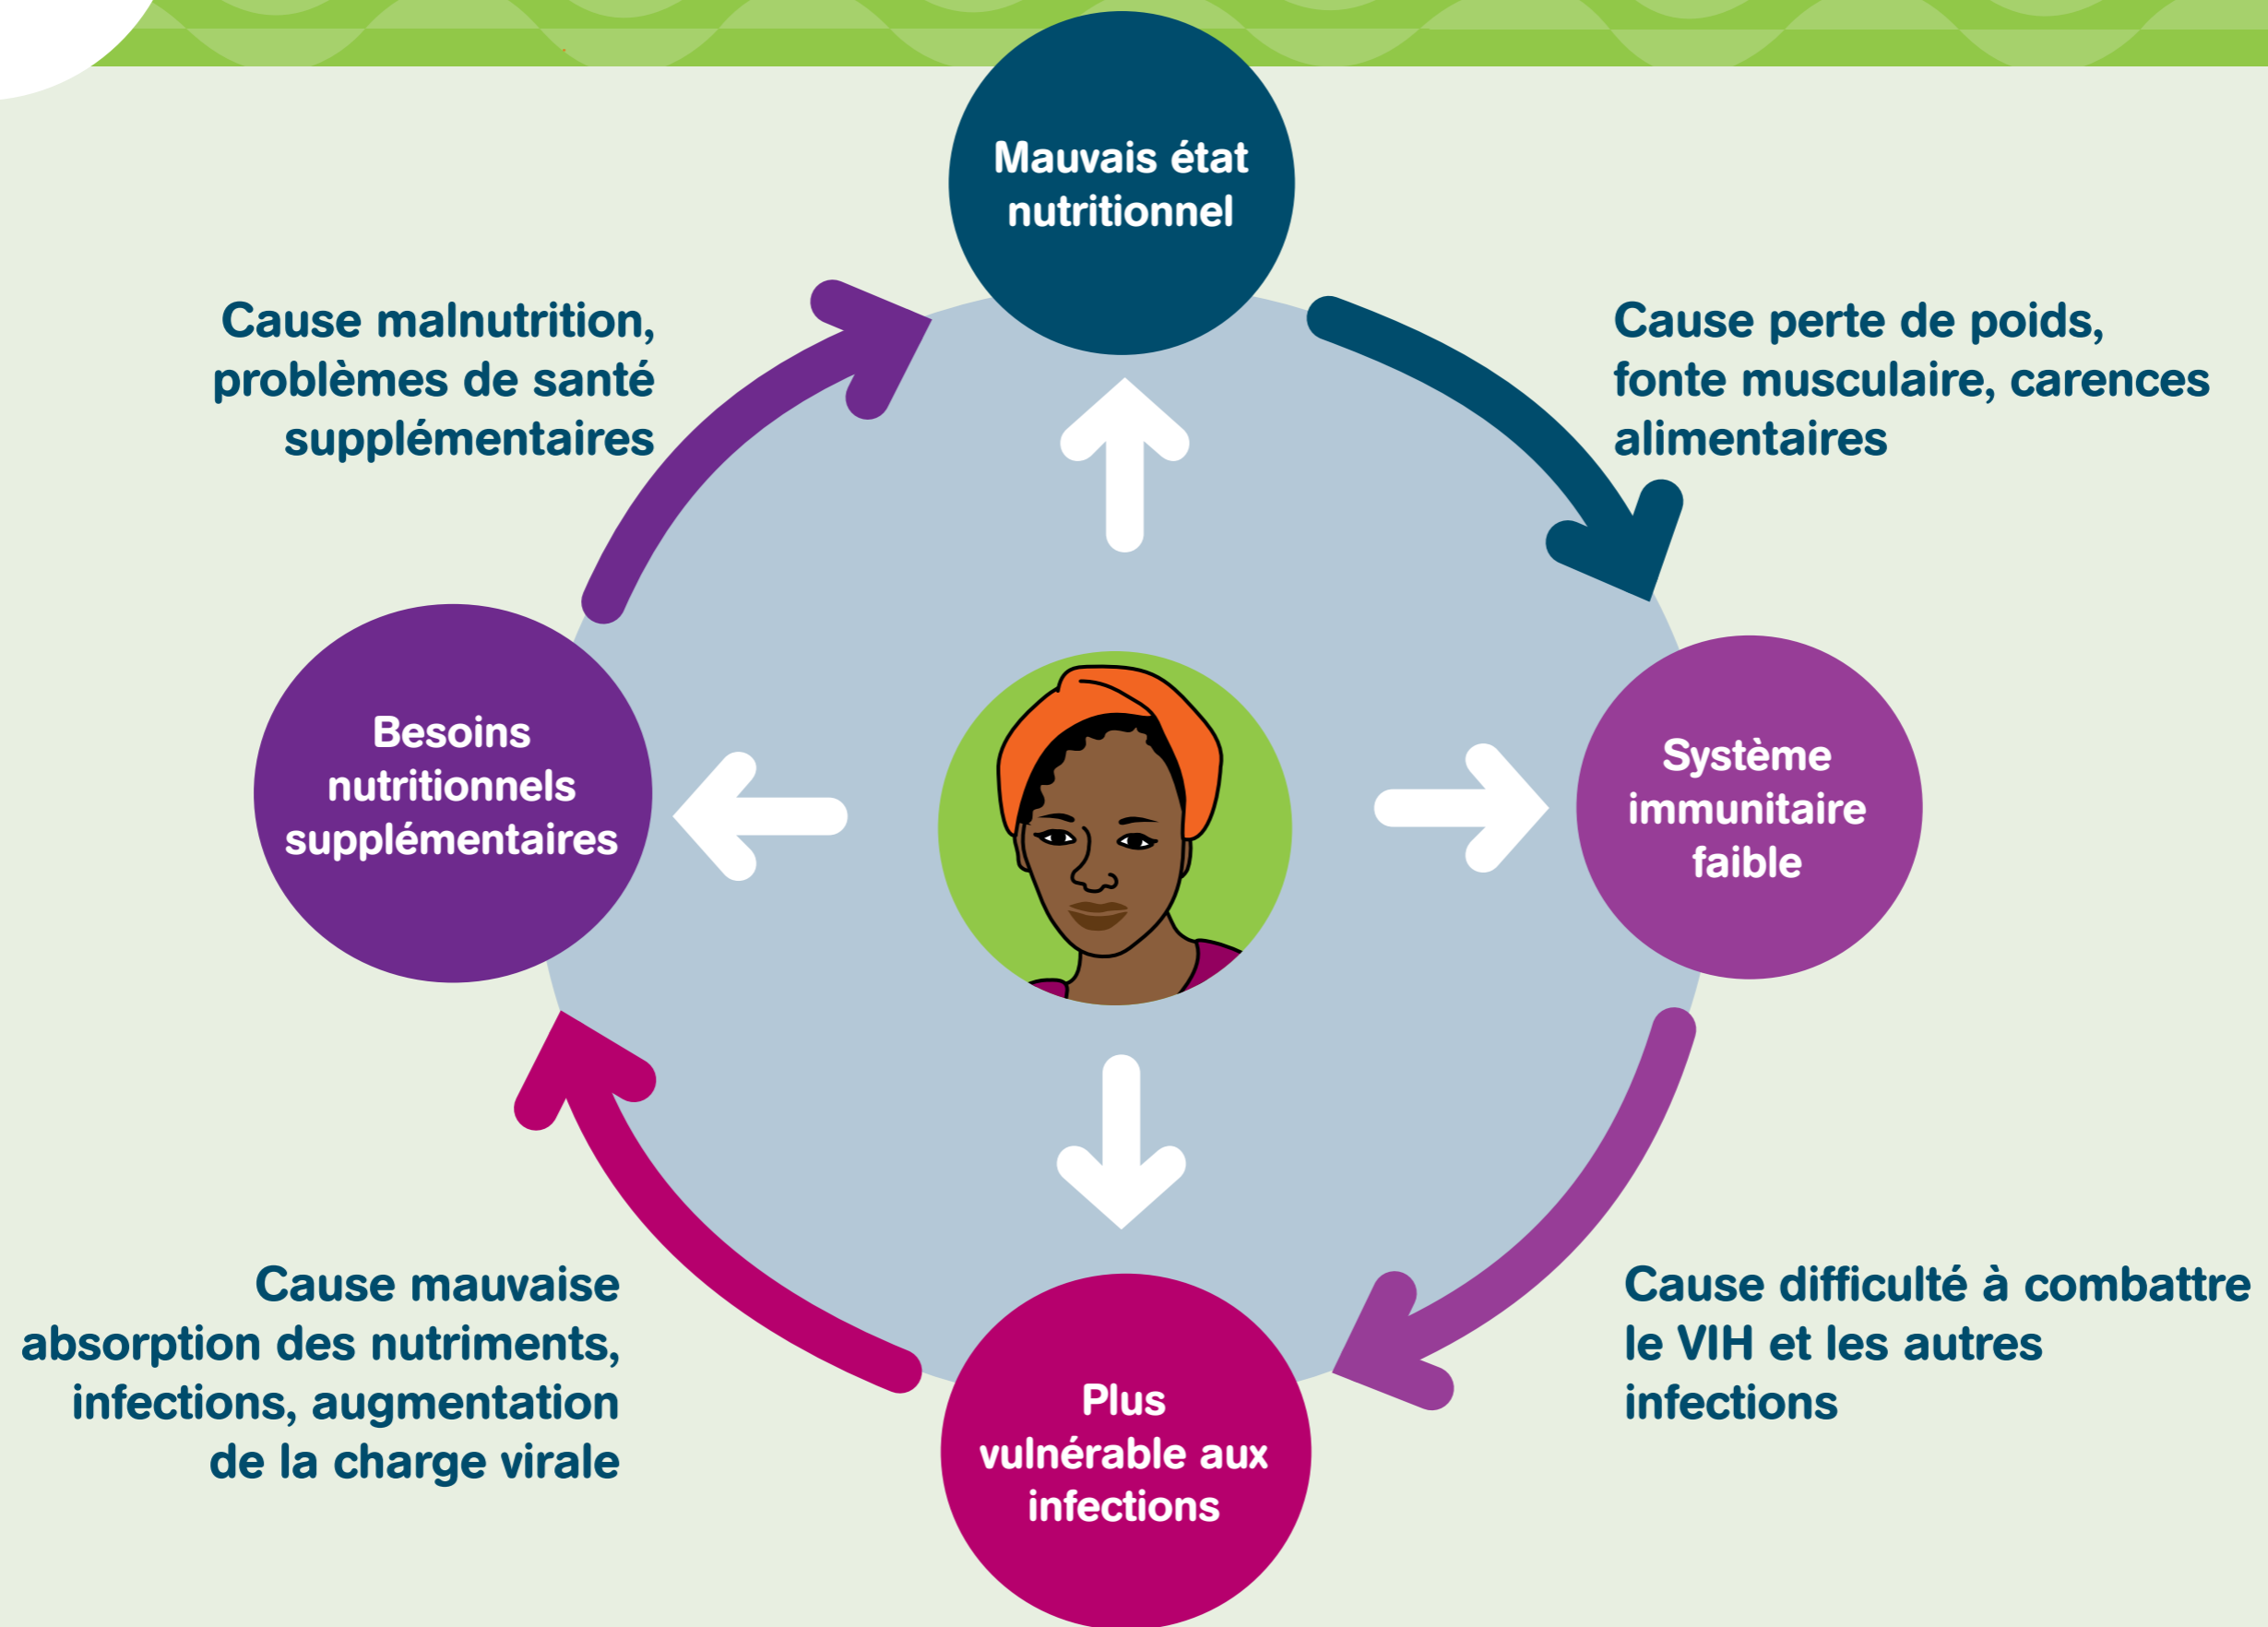 Mauvais état
nutritionnel
Cause perte de poids,
fonte musculaire, carences
alimentaires
Système
immunitaire
faible
Cause difficulté à combattre
le VIH et les autres
infections
Plus
vulnérable aux
infections
Cause mauvaise
absorption des nutriments,
infections, augmentation
de la charge virale
Besoins
nutritionnels
supplémentaires
Cause malnutrition,
problèmes de santé
supplémentaires